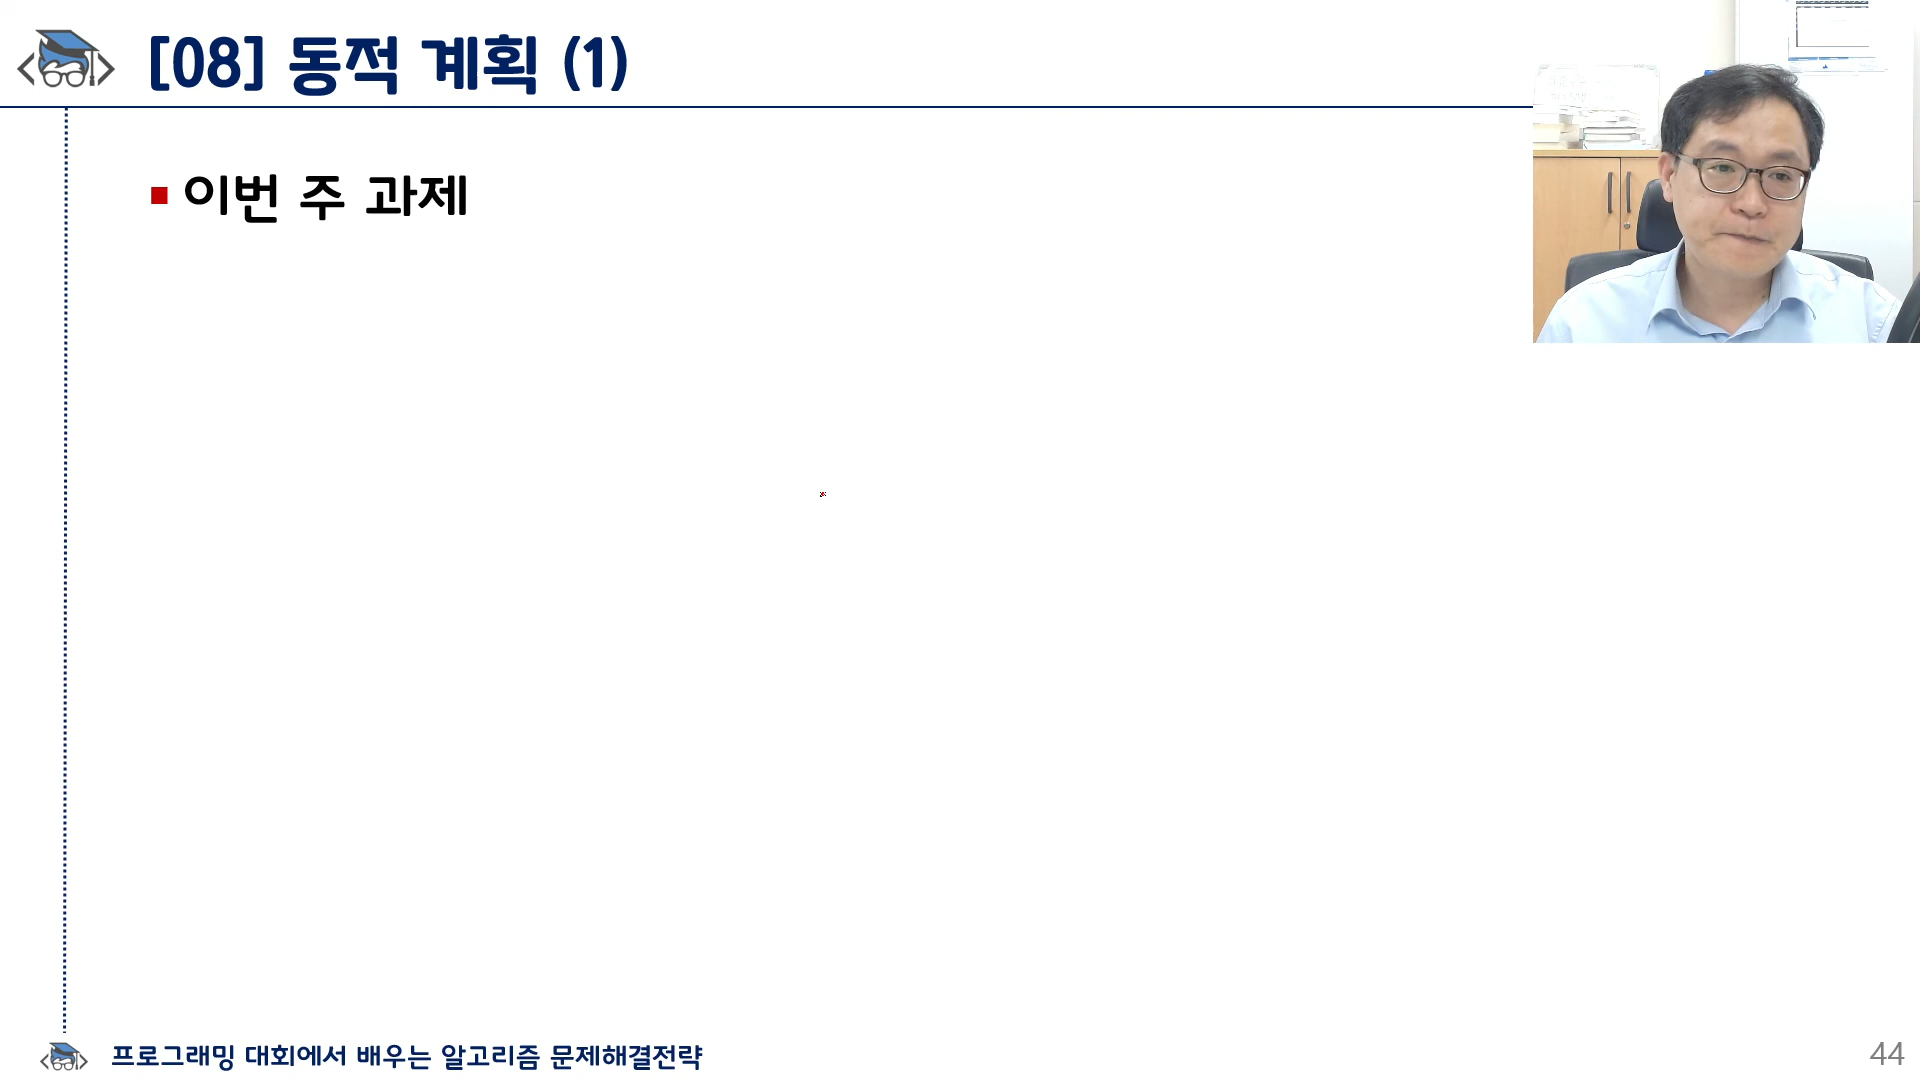 [08] 동적 계획 (1)
이번 주 과제
프로그래밍 대회에서 배우는 알고리즘 문제해결전략
44